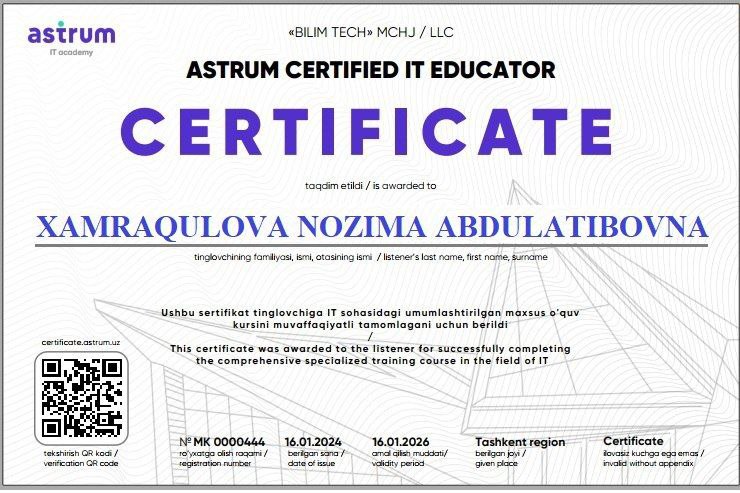 astrum
IT academy
«BILIM TECH» MCHJ / LLC
ASTRUM CERTIFIED IT EDUCATOR
CERTIFICATE
taqdim etildi / is awarded to
XAMRAQULOVA NOZIMA ABDULATIBOVNA
tinglovchining familiyasi, ismi, otasining ismi / listener's last name, first name, surname
Ushbu sertifikat tinglovchiga IT sohasidagi umumlashtirilgan maxsus o'quv
kursini muvaffaqiyatli tamomlagani uchun berildi
/
This certificate was awarded to the listener for successfully completing
the comprehensive specialized training course in the field of IT
certificate.astrum.uz
tekshirish QR kodi /
verification QR code
№ MK 0000444
ro'yxatga olish raqami /
registration number
16.01.2024
berilgan sana /
date of issue
16.01.2026
amal qilish muddati/
validity period
Tashkent region
berilgan joyi /
given place
Certificate
ilovasiz kuchga ega emas /
invalid without appendix